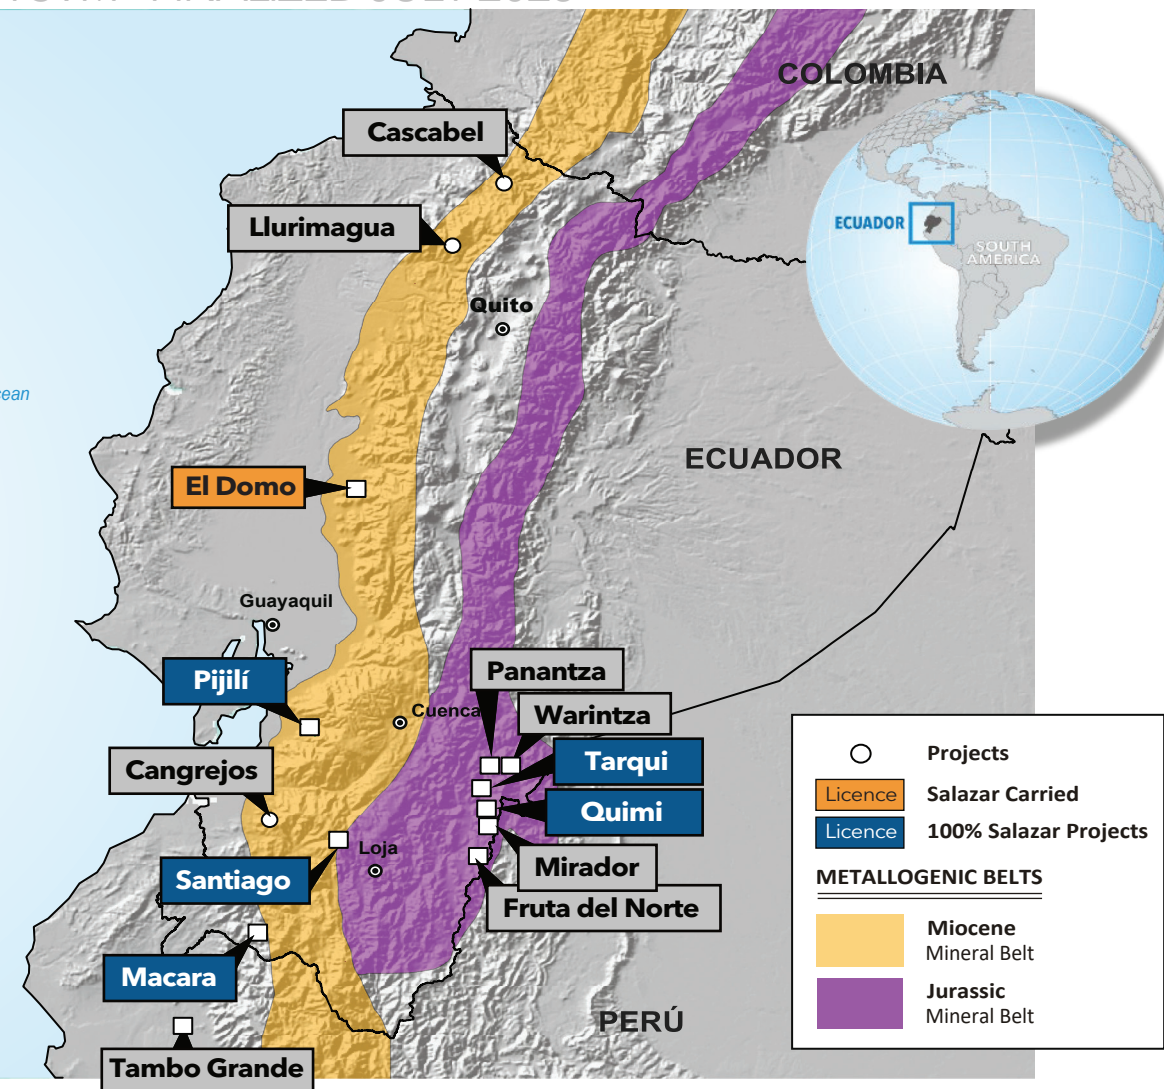 COLOMBIA
Cascabel
Llurimagua
ECUADOR
SOUTH
AMERICA
Quito
cean
ECUADOR
El Domo
Guayaquil
Pijilí
Panantza
Cuenca
Warintza
Tarqui
Cangrejos
Quimi
Loja
Mirador
Santiago
Fruta del Norte
Macara
PERÚ
Tambo Grande
Projects
Licence Salazar Carried
Licence 100% Salazar Projects
METALLOGENIC BELTS
Miocene
Mineral Belt
Jurassic
Mineral Belt